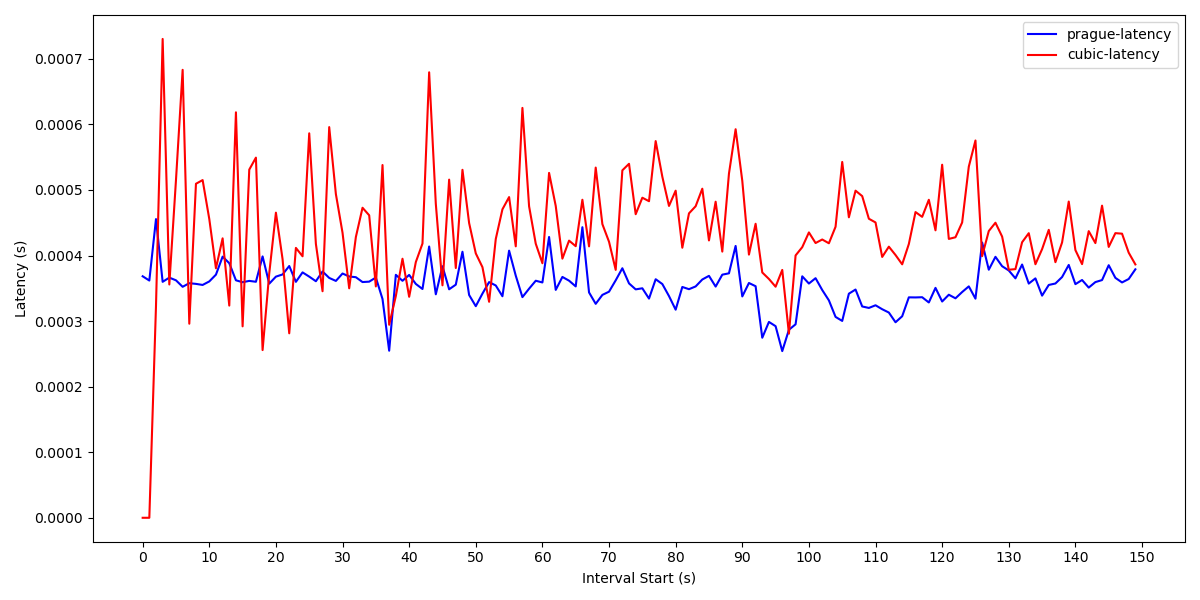 prague-latency
cubic-latency
0.0007
0.0006
0.0005
0.0004
0.0003
0.0002
0.0001
0.0000
Latency (s)
0 10 20 30 40 50 60 70 80 90 100 110 120 130 140 150
Interval Start (s)